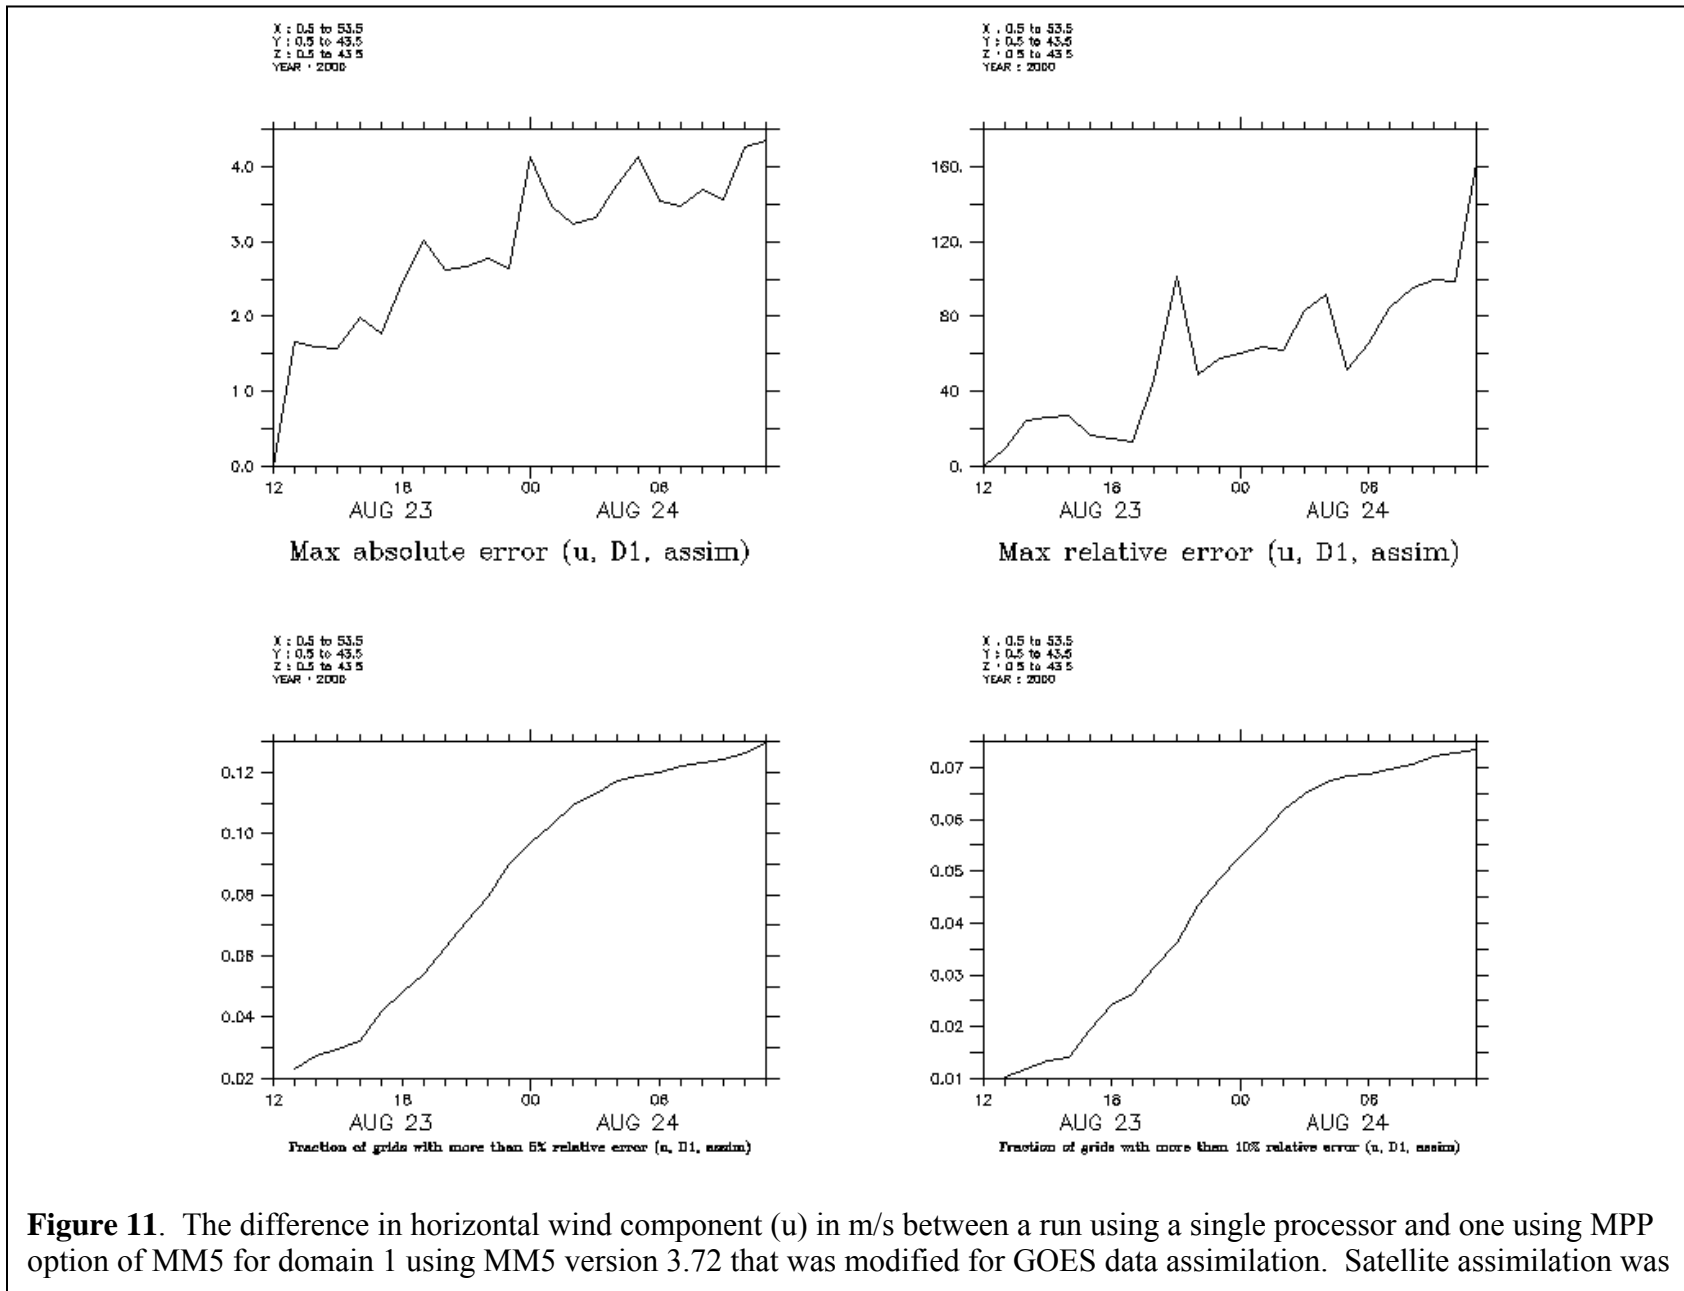 X : 0.5 to 53.5
Y : 0.5 to 43.5
Z : 0.5 to 43.5
YEAR : 2000
4.0
3.0
2.0
1.0
0.0
12
18
00
06
AUG 23
AUG 24
Max absolute error (u, D1, assim)
X : 0.5 to 53.5
Y : 0.5 to 43.5
Z : 0.5 to 43.5
YEAR : 2000
160.
120.
80
40
0.
12
18
00
06
AUG 23
AUG 24
Max relative error (u, D1, assim)
X : 0.5 to 53.5
Y : 0.5 to 43.5
Z : 0.5 to 43.5
YEAR : 2000
0.12
0.10
0.08
0.06
0.04
0.02
12
18
00
06
AUG 23
AUG 24
Fraction of grids with more than 5% relative error (u, D1, assim)
X : 0.5 to 53.5
Y : 0.5 to 43.5
Z : 0.5 to 43.5
YEAR : 2000
0.07
0.06
0.05
0.04
0.03
0.02
0.01
12
18
00
06
AUG 23
AUG 24
Fraction of grids with more than 10% relative error (u, D1, assim)
Figure 11.  The difference in horizontal wind component (u) in m/s between a run using a single processor and one using MPP
option of MM5 for domain 1 using MM5 version 3.72 that was modified for GOES data assimilation.  Satellite assimilation was